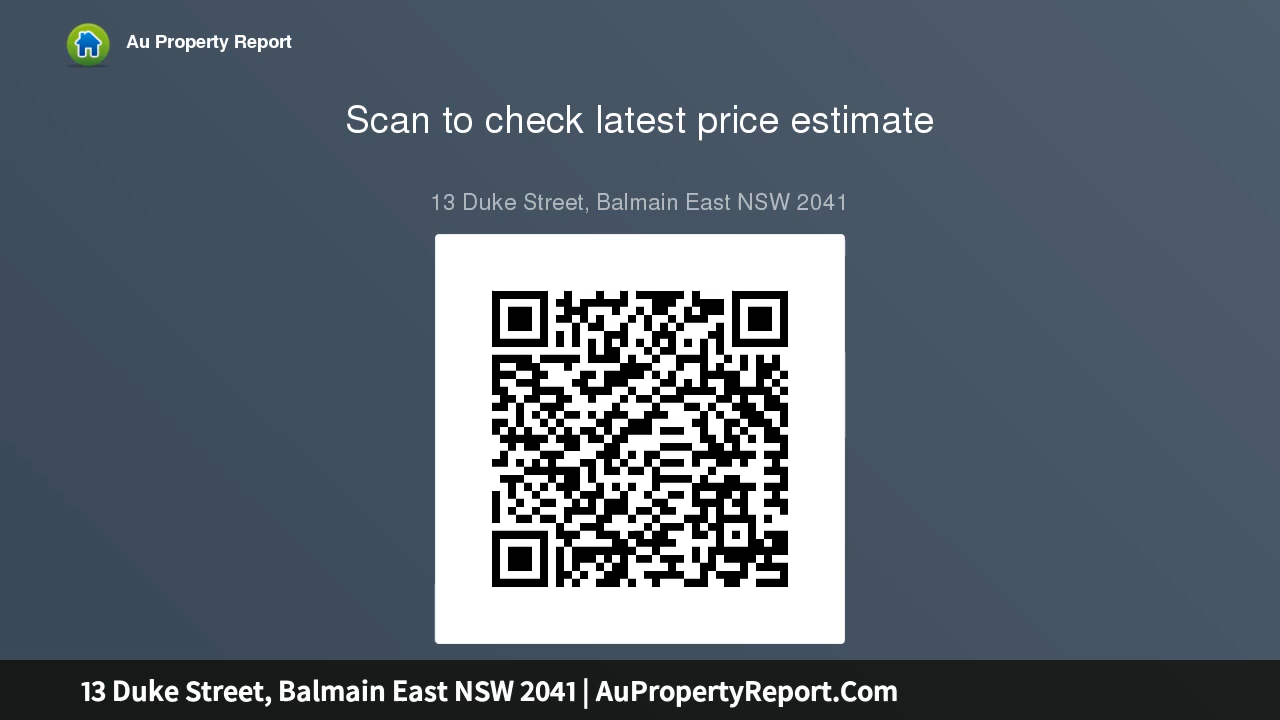 Au Property Report
Scan to check latest price estimate
13 Duke Street, Balmain East NSW 2041
13 Duke Street, Balmain East NSW 2041 | AuPropertyReport.Com